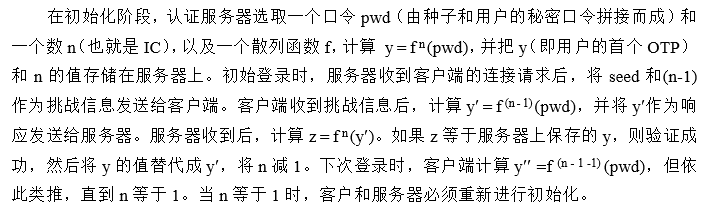 在初始化阶段，认证服务器选取一个口令 pwd（由种子和用户的秘密口令拼接而成）和
一个数 n（也就是 IC），以及一个散列函数 f，计算 y = fⁿ(pwd)，并把 y（即用户的首个 OTP）
和 n 的值存储在服务器上。初始登录时，服务器收到客户端的连接请求后，将 seed 和(n-1)
作为挑战信息发送给客户端。客户端收到挑战信息后，计算 y′ = f ⁽ⁿ⁻¹⁾(pwd)，并将 y′作为响
应发送给服务器。服务器收到后，计算 z = f ⁿ(y′)。如果 z 等于服务器上保存的 y，则验证成
功，然后将 y 的值替代成 y′，将 n 减 1。下次登录时，客户端计算 y′′ =f ⁽ⁿ⁻¹⁻¹⁾(pwd)，但依
此类推，直到 n 等于 1。当 n 等于 1 时，客户和服务器必须重新进行初始化。